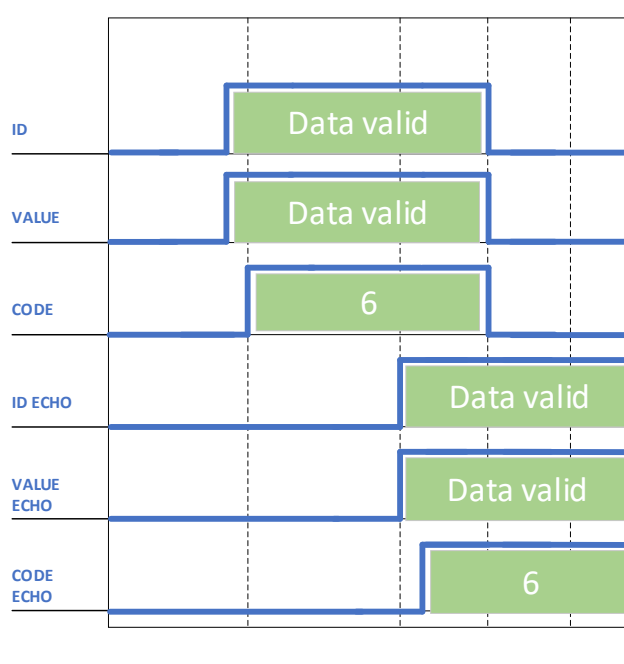 ID
Data valid
VALUE
Data valid
CODE
6
ID ECHO
Data valid
VALUE
ECHO
Data valid
CODE
ECHO
6